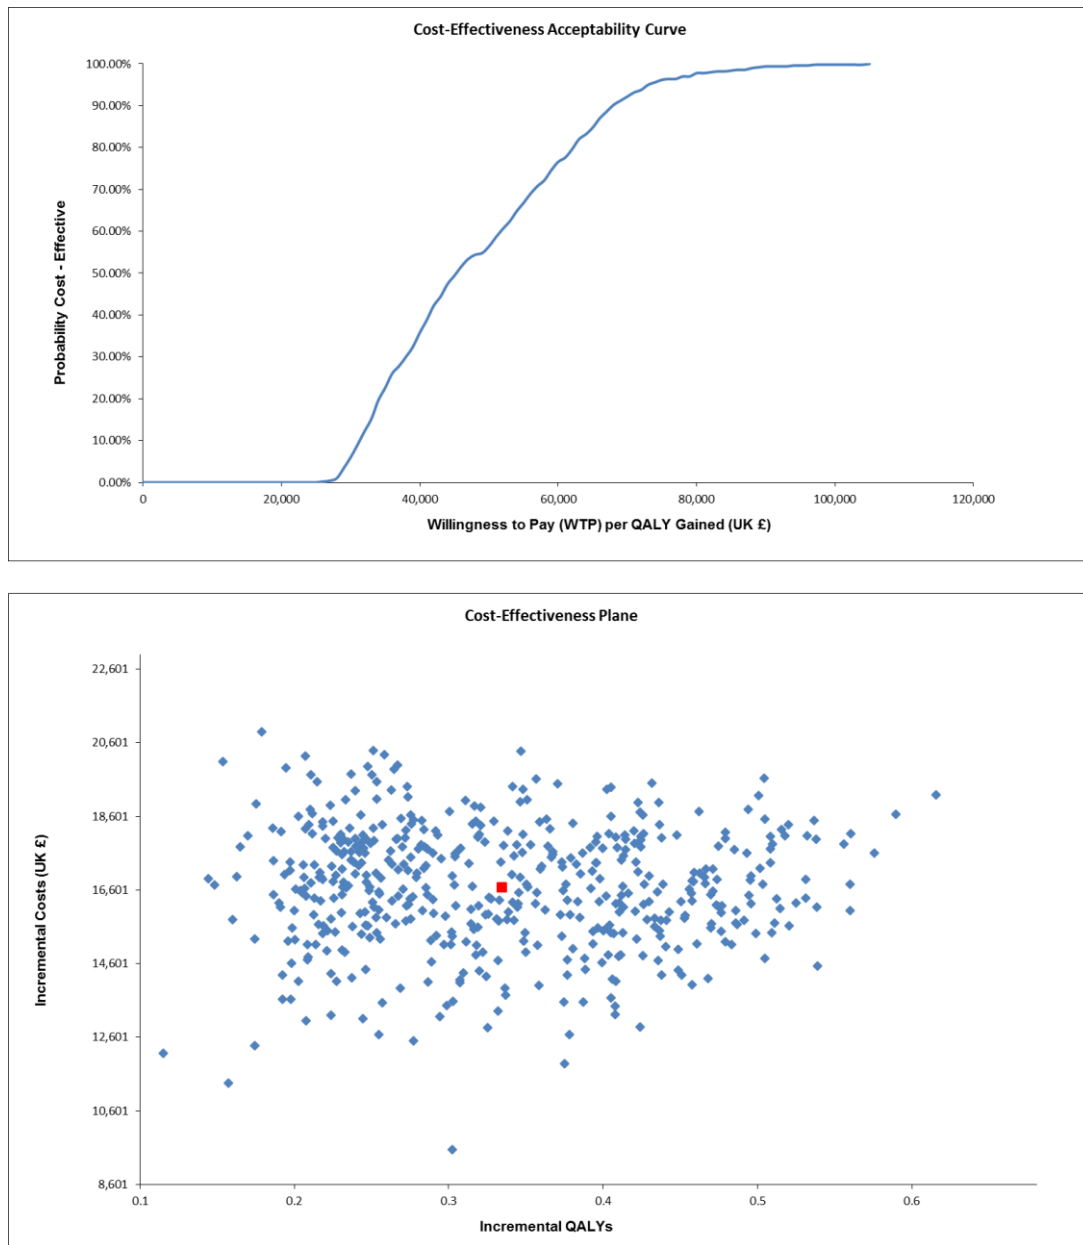 Cost-Effectiveness Acceptability Curve
100.00%
90.00%
80.00%
70.00%
60.00%
50.00%
40.00%
30.00%
20.00%
10.00%
0.00%
Probability Cost - Effective
0 20,000 40,000 60,000 80,000 100,000 120,000
Willingness to Pay (WTP) per QALY Gained (UK £)
Cost-Effectiveness Plane
22,601
20,601
18,601
16,601
14,601
12,601
10,601
8,601
Incremental Costs (UK £)
0.1 0.2 0.3 0.4 0.5 0.6
Incremental QALYs